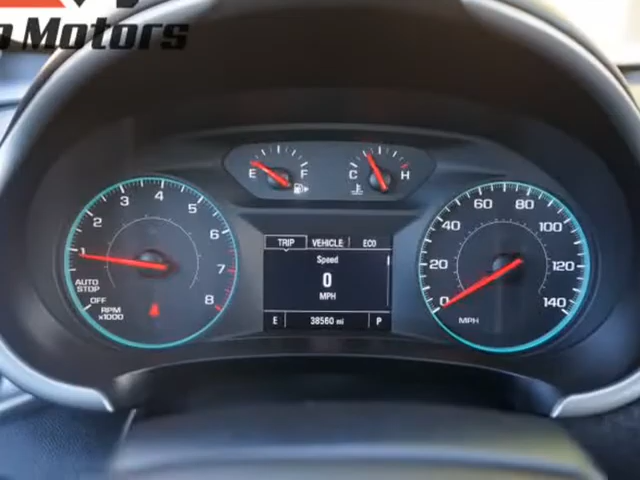 o Motors
E F
C H
1 2 3 4 5 6 7 8
AUTO
STOP
OFF
RPM
x1000
TRIP VEHICLE ECO
Speed
0
MPH
E 38560 mi P
0 20 40 60 80 100 120 140
MPH